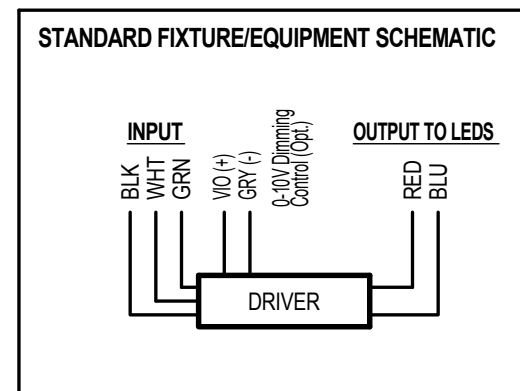 STANDARD FIXTURE/EQUIPMENT SCHEMATIC
INPUT
OUTPUT TO LEDS
BLK
WHT
GRN
VIO (+)
GRY (-)
0-10V Dimming
Control (Opt.)
RED
BLU
DRIVER